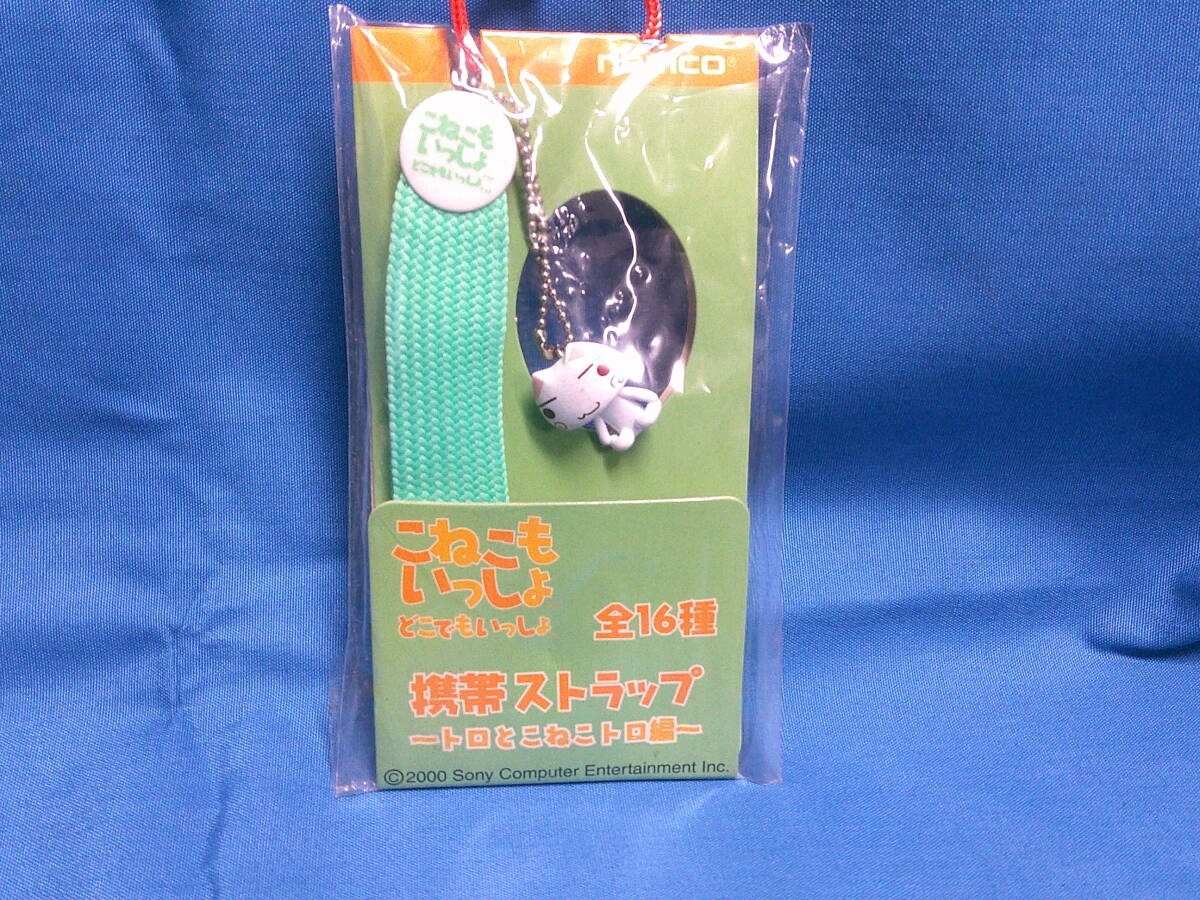 namco®
こねこも
いっしょ
どこでもいっしょ
こねこも
いっしょ
どこでもいっしょ
全16種
携帯ストラップ
～トロとこねこトロ編～
©2000 Sony Computer Entertainment Inc.